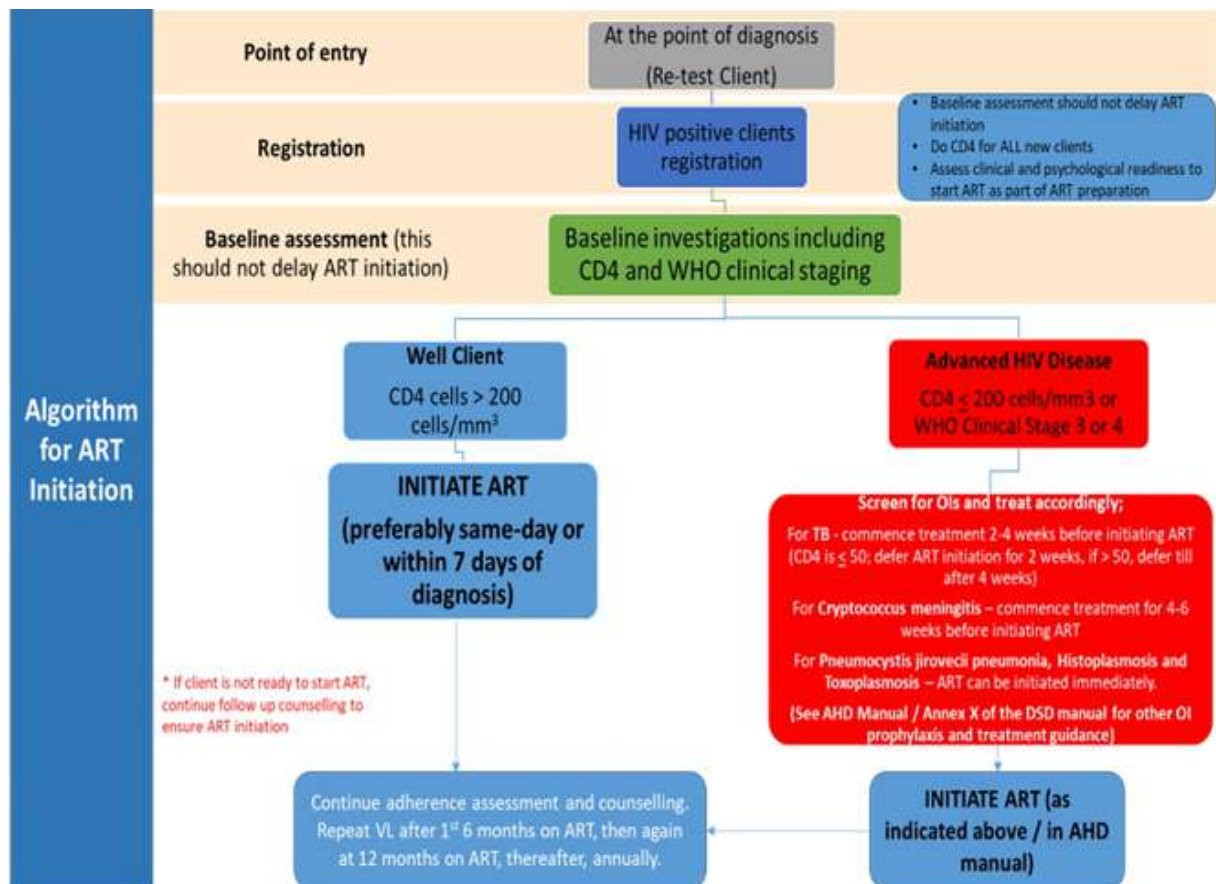 Algorithm
for ART
Initiation
Point of entry
At the point of diagnosis
(Re-test Client)
Registration
HIV positive clients
registration
• Baseline assessment should not delay ART
initiation
• Do CD4 for ALL new clients
• Assess clinical and psychological readiness to
start ART as part of ART preparation
Baseline assessment (this
should not delay ART initiation)
Baseline investigations including
CD4 and WHO clinical staging
Well Client
CD4 cells > 200
cells/mm³
INITIATE ART
(preferably same-day or
within 7 days of
diagnosis)
* If client is not ready to start ART,
continue follow up counselling to
ensure ART initiation
Advanced HIV Disease
CD4 ≤ 200 cells/mm3 or
WHO Clinical Stage 3 or 4
Screen for OIs and treat accordingly;
For TB - commence treatment 2-4 weeks before initiating ART
(CD4 is ≤ 50; defer ART initiation for 2 weeks, if > 50, defer till
after 4 weeks)
For Cryptococcus meningitis – commence treatment for 4-6
weeks before initiating ART
For Pneumocystis jirovecii pneumonia, Histoplasmosis and
Toxoplasmosis – ART can be initiated immediately.
(See AHD Manual / Annex X of the DSD manual for other OI
prophylaxis and treatment guidance)
INITIATE ART (as
indicated above / in AHD
manual)
Continue adherence assessment and counselling.
Repeat VL after 1st 6 months on ART, then again
at 12 months on ART, thereafter, annually.